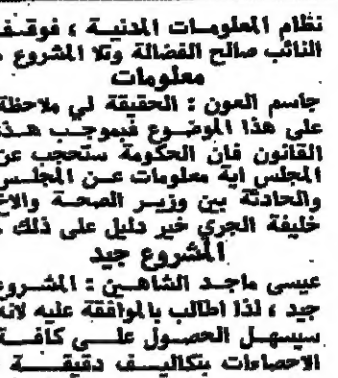 نظام المعلومات المدنية ، فوقف
النائب صالح الفضالة وتلا المشروع
معلومات
جاسم العون : الحقيقة لي ملاحظة
على هذا الموضوع فبموجب هذا
القانون فان الحكومة ستحجب عن
المجلس اية معلومات عن المجلس
والحادثة بين وزير الصحة والاخ
خليفة الجري خير دليل على ذلك .
المشروع جيد
عيسى ماجد الشاهين : المشروع
جيد ، لذا اطالب بالموافقة عليه لانه
سيسهل الحصول على كافة
الاحصاءات بتكاليف دقيقة